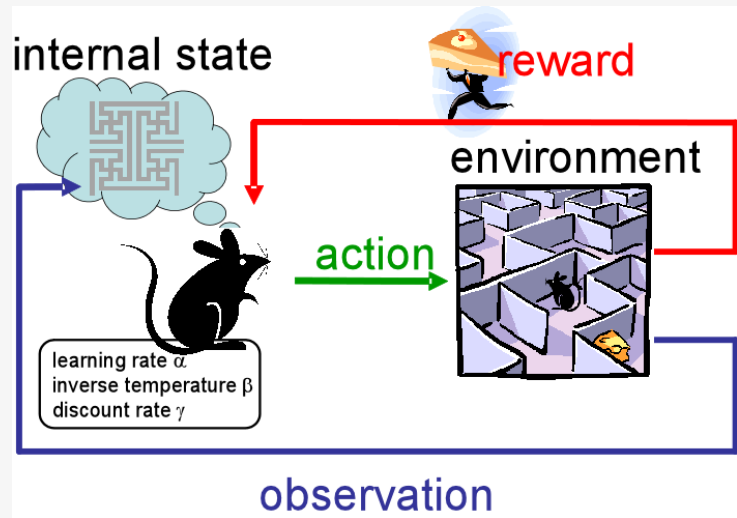 internal state
reward
environment
action
learning rate α
inverse temperature β
discount rate γ
observation